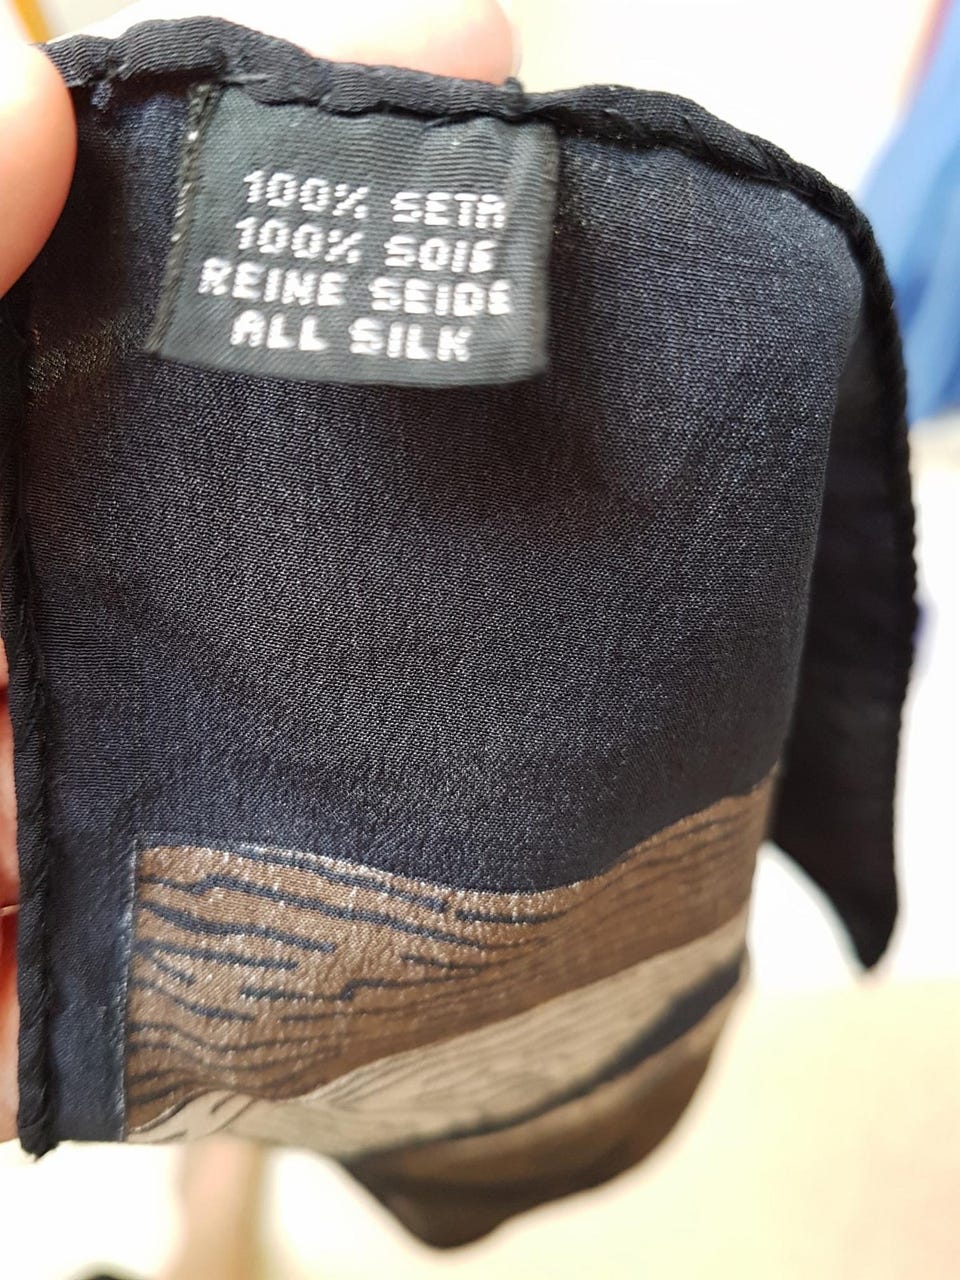 100% SETA
100% SOIE
REINE SEIDE
ALL SILK